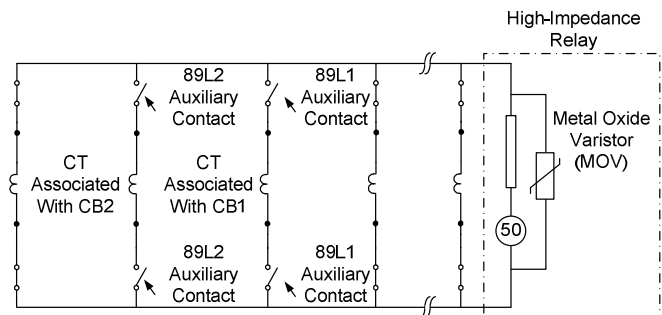 High-Impedance
Relay
89L2
Auxiliary
Contact
89L1
Auxiliary
Contact
Metal Oxide
Varistor
(MOV)
CT
Associated
With CB2
CT
Associated
With CB1
50
89L2
Auxiliary
Contact
89L1
Auxiliary
Contact